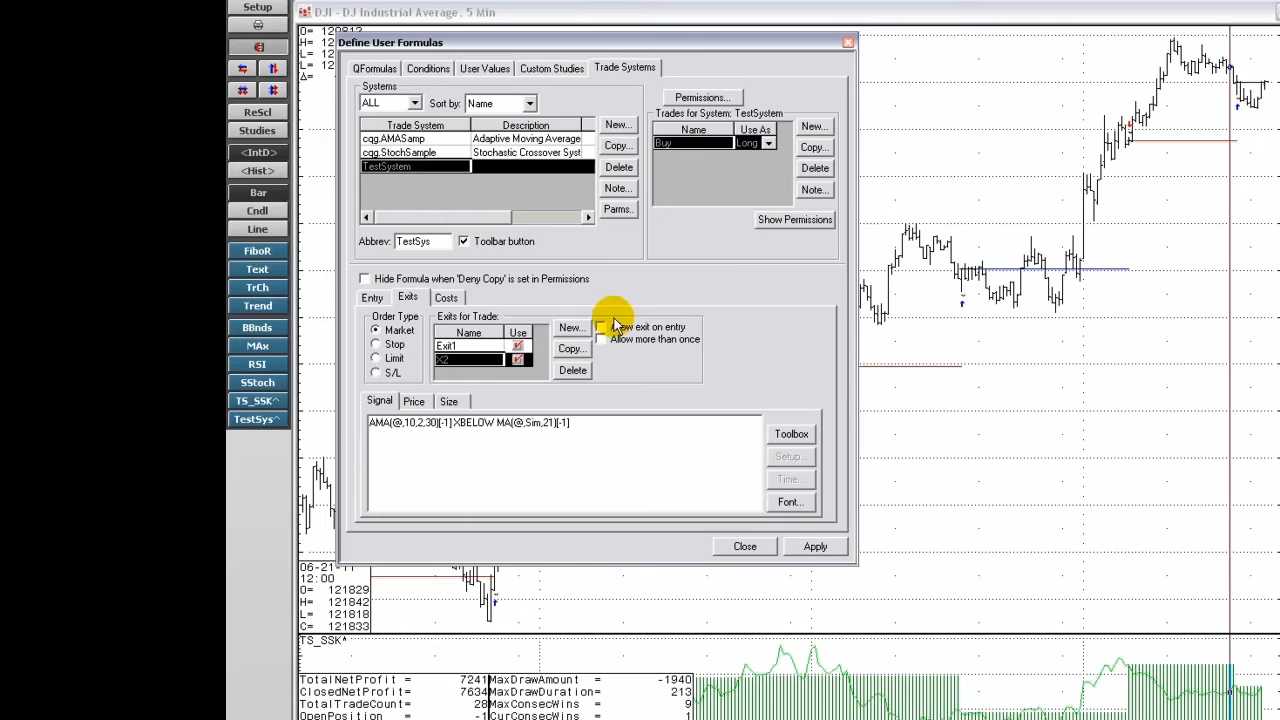 Setup
DJI - DJ Industrial Average, 5 Min
Define User Formulas
QFormulas Conditions User Values Custom Studies Trade Systems
Systems
ALL Sort by: Name
Trade System Description
cqg.AMASamp Adaptive Moving Average
cqg.StochSample Stochastic Crossover Syst
TestSystem
New...
Copy...
Delete
Note...
Parms..
Abbrev: TestSys Toolbar button
Permissions...
Trades for System: TestSystem
Name Use As
Buy Long
New...
Copy...
Delete
Note...
Show Permissions
Hide Formula when 'Deny Copy' is set in Permissions
Entry Exits Costs
Order Type
Market
Stop
Limit
S/L
Exits for Trade:
Name Use
Exit1
X2
New...
Copy...
Delete
exit on entry
Allow more than once
Signal Price Size
AMA(@,10,2,30)[-1] XBELOW MA(@,Sim,21)[-1]
Toolbox
Setup...
Time...
Font...
Close Apply
ReScl
Studies
<IntD>
<Hist>
Bar
Cndl
Line
FiboR
Text
TrCh
Trend
BBnds
MAx
RSI
SStoch
TS_SSK^
TestSys^
12:00
O= 121829
H= 121842
L= 121818
C= 121833
TS_SSK^
TotalNetProfit = 7241 MaxDrawAmount = -1940
ClosedNetProfit = 7634 MaxDrawDuration = 213
TotalTradeCount = 28 MaxConsecWins = 9
OpenPosition = -1 CurConsecWins = 1